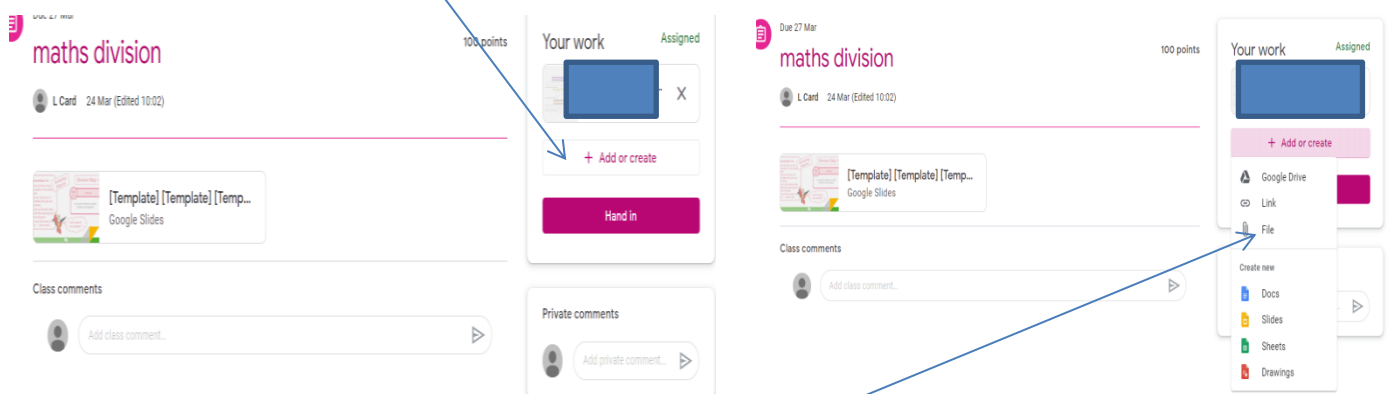 Due 27 Mar
maths division
100 points
L Card 24 Mar (Edited 10:02)
[Template] [Template] [Temp...
Google Slides
Class comments
Add class comment...
Your work
Assigned
X
+ Add or create
Hand in
Private comments
Add private comment...
Due 27 Mar
maths division
100 points
L Card 24 Mar (Edited 10:02)
[Template] [Template] [Temp...
Google Slides
Class comments
Add class comment...
Your work
Assigned
+ Add or create
Google Drive
Link
File
Create new
Docs
Slides
Sheets
Drawings